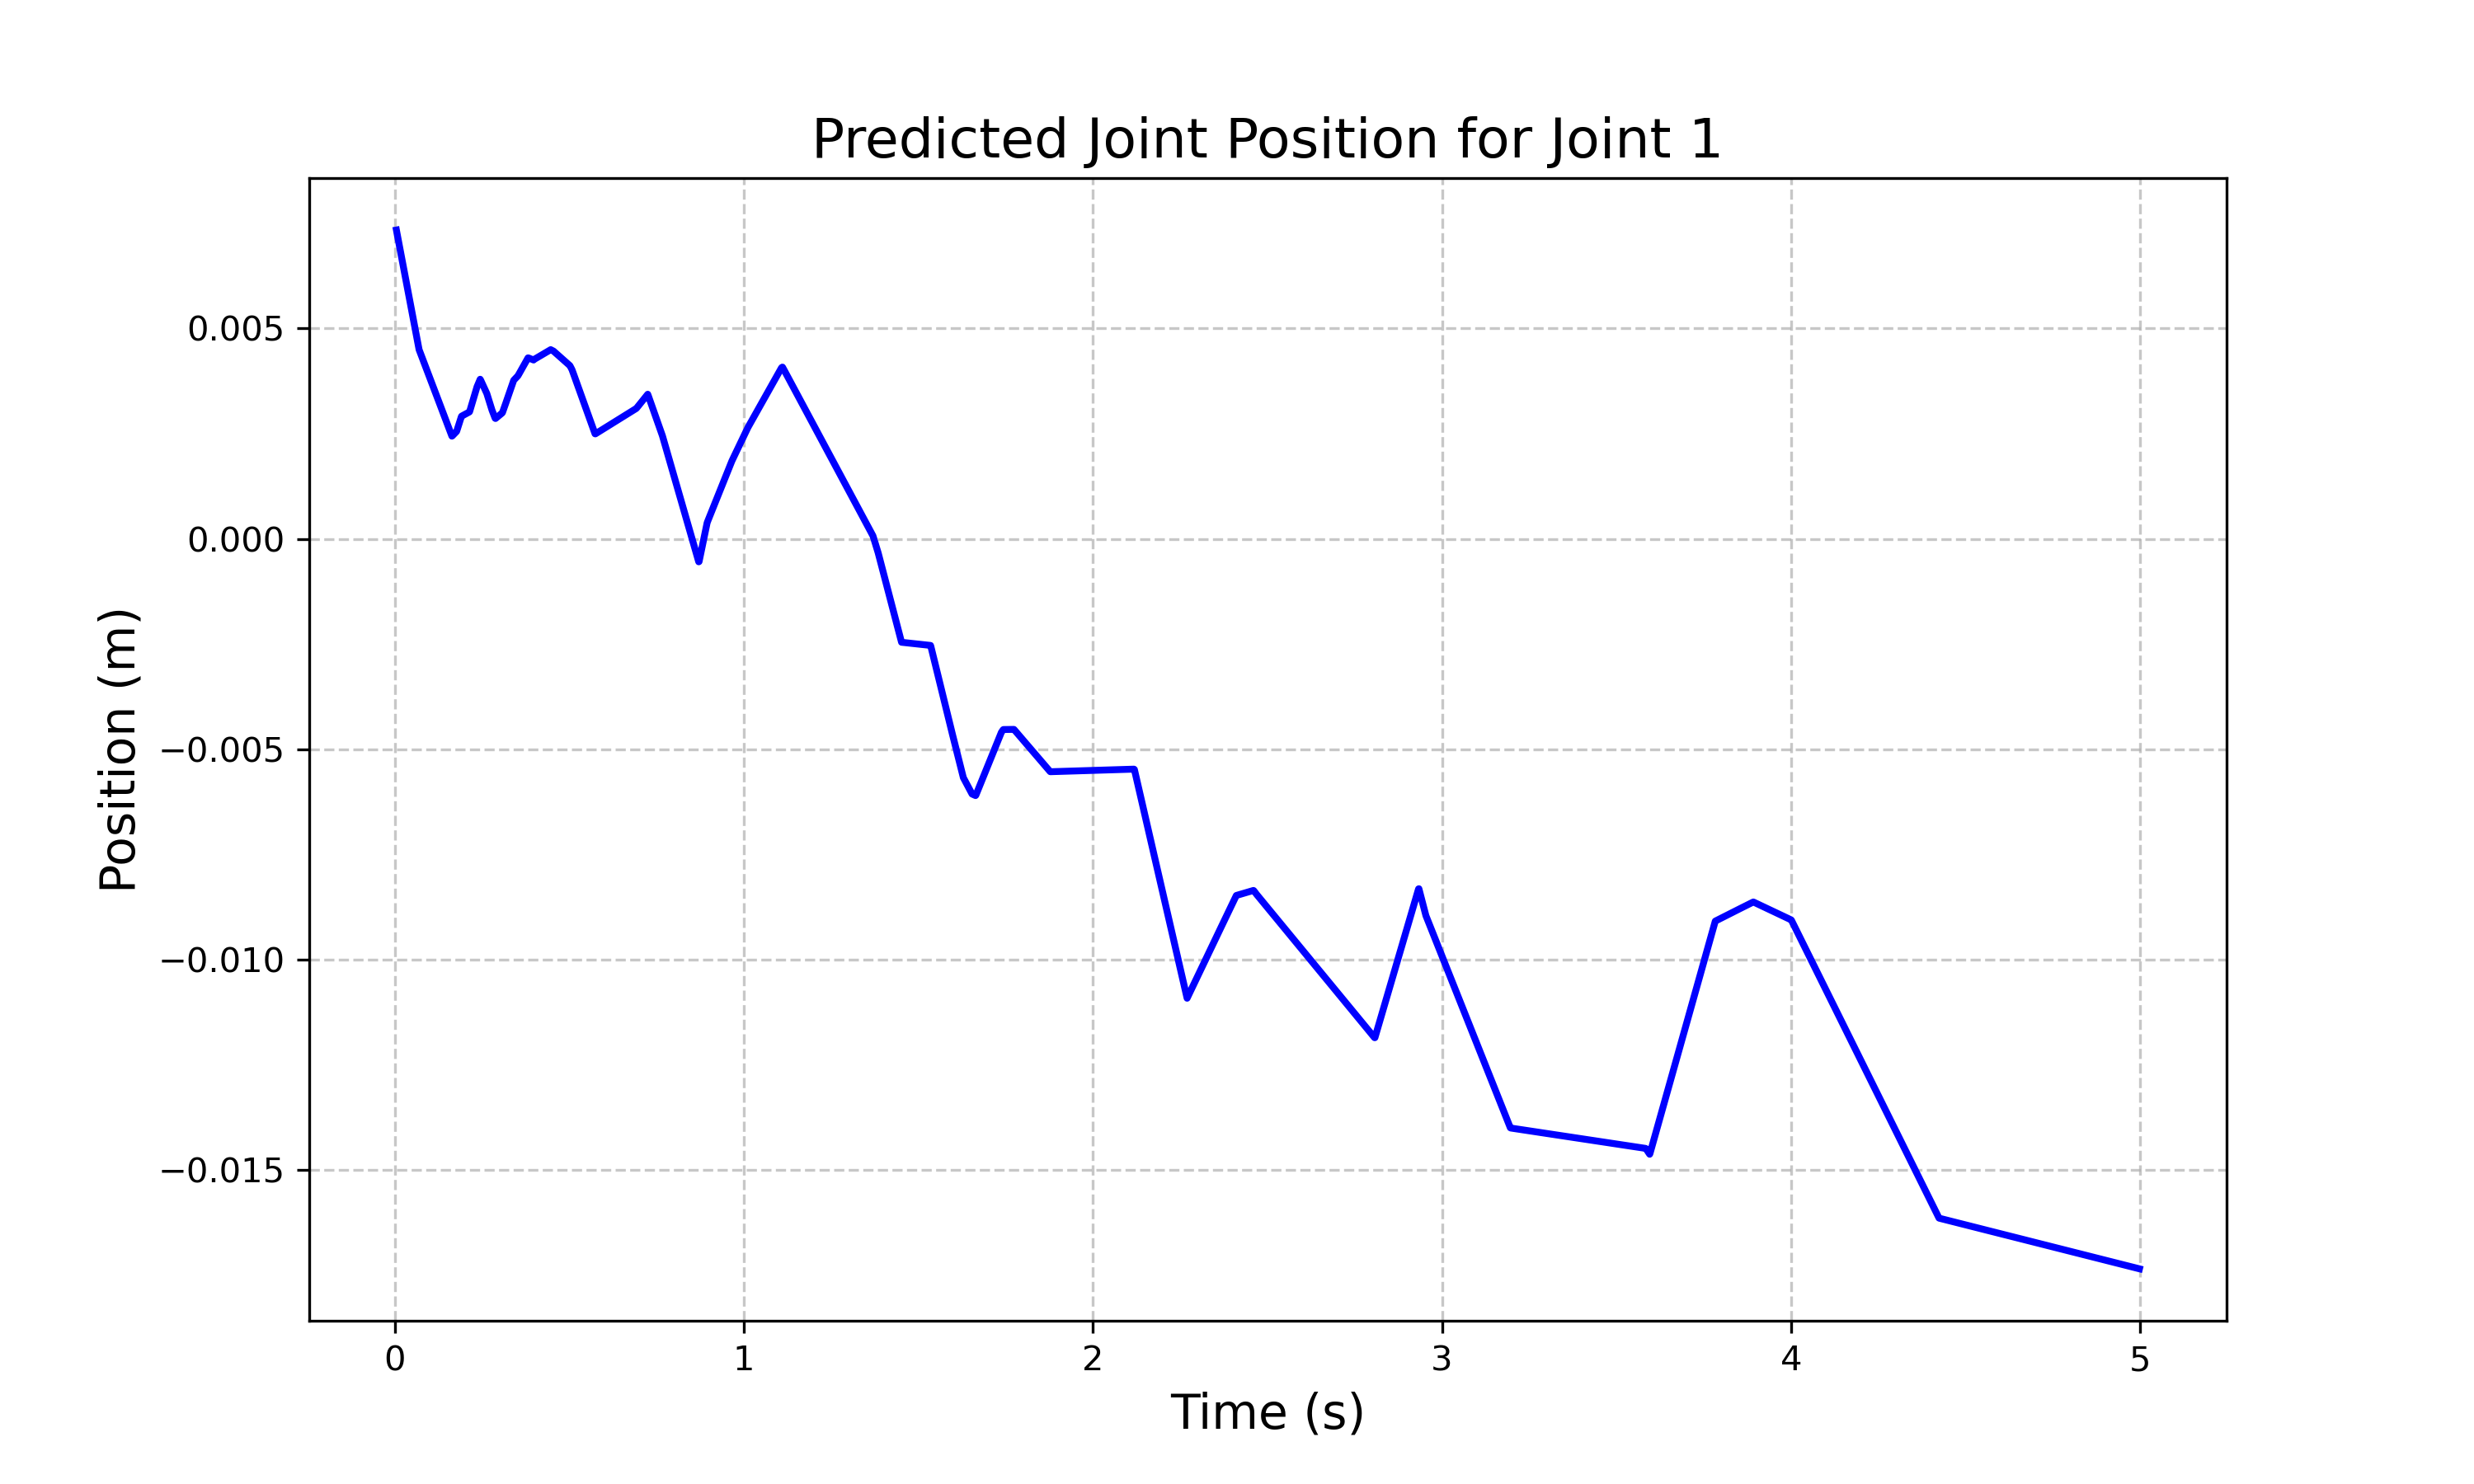 Predicted Joint Position for Joint 1
Position (m)
0.005
0.000
−0.005
−0.010
−0.015
0 1 2 3 4 5
Time (s)